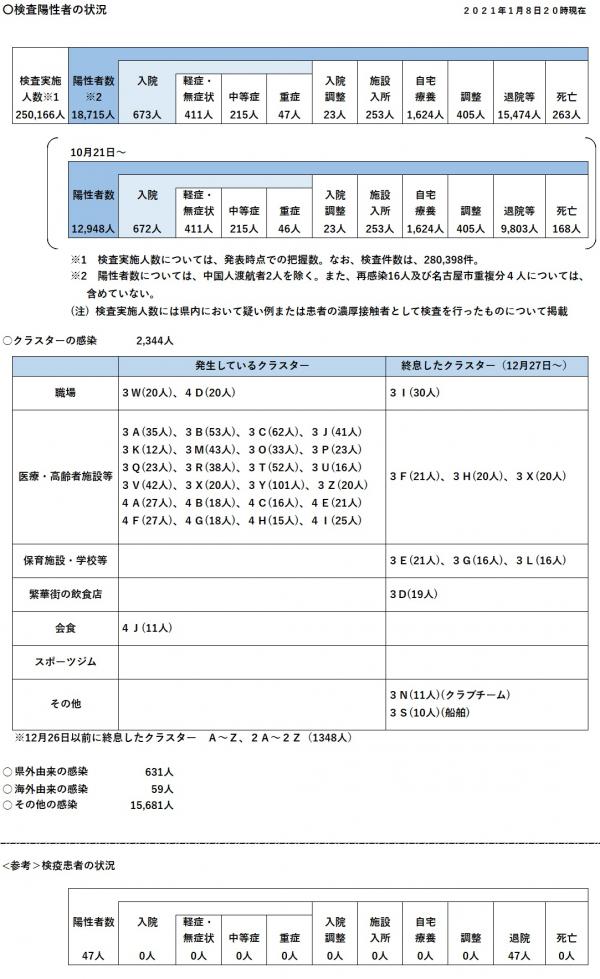 〇検査陽性者の状況
２０２１年１月８日２０時現在
検査実施人数※1 陽性者数※2 入院 軽症・無症状 中等症 重症 入院調整 施設入所 自宅療養 調整 退院等 死亡
250,166人 18,715人 673人 411人 215人 47人 23人 253人 1,624人 405人 15,474人 263人
10月21日～
陽性者数 入院 軽症・無症状 中等症 重症 入院調整 施設入所 自宅療養 調整 退院等 死亡
12,948人 672人 411人 215人 46人 23人 253人 1,624人 405人 9,803人 168人
※1　検査実施人数については、発表時点での把握数。なお、検査件数は、280,398件。
※2　陽性者数については、中国人渡航者2人を除く。また、再感染16人及び名古屋市重複分４人については、
含めていない。
（注）検査実施人数には県内において疑い例または患者の濃厚接触者として検査を行ったものについて掲載
〇クラスターの感染　2,344人
発生しているクラスター 終息したクラスター（12月27日～）
職場 ３Ｗ(20人)、４Ｄ(20人) ３Ｉ(30人)
医療・高齢者施設等
３Ａ(35人)、３Ｂ(53人)、３Ｃ(62人)、３Ｊ(41人)
３Ｋ(12人)、３Ｍ(43人)、３Ｏ(33人)、３Ｐ(23人)
３Ｑ(23人)、３Ｒ(38人)、３Ｔ(52人)、３Ｕ(16人)
３Ｖ(42人)、３Ｘ(20人)、３Ｙ(101人)、３Ｚ(20人)
４Ａ(27人)、４Ｂ(18人)、４Ｃ(16人)、４Ｅ(21人)
４Ｆ(27人)、４Ｇ(18人)、４Ｈ(15人)、４Ｉ(25人)
３Ｆ(21人)、３Ｈ(20人)、３Ｘ(20人)
保育施設・学校等 ３Ｅ(21人)、３Ｇ(16人)、３Ｌ(16人)
繁華街の飲食店 ３Ｄ(19人)
会食 ４Ｊ(11人)
スポーツジム
その他
３Ｎ(11人)(クラブチーム)
３Ｓ(10人)(船舶)
※12月26日以前に終息したクラスター　Ａ～Ｚ、２Ａ～２Ｚ（1348人）
〇 県外由来の感染　631人
〇 海外由来の感染　59人
〇 その他の感染　15,681人
<参考＞検疫患者の状況
陽性者数 入院 軽症・無症状 中等症 重症 入院調整 施設入所 自宅療養 調整 退院 死亡
47人 0人 0人 0人 0人 0人 0人 0人 0人 47人 0人